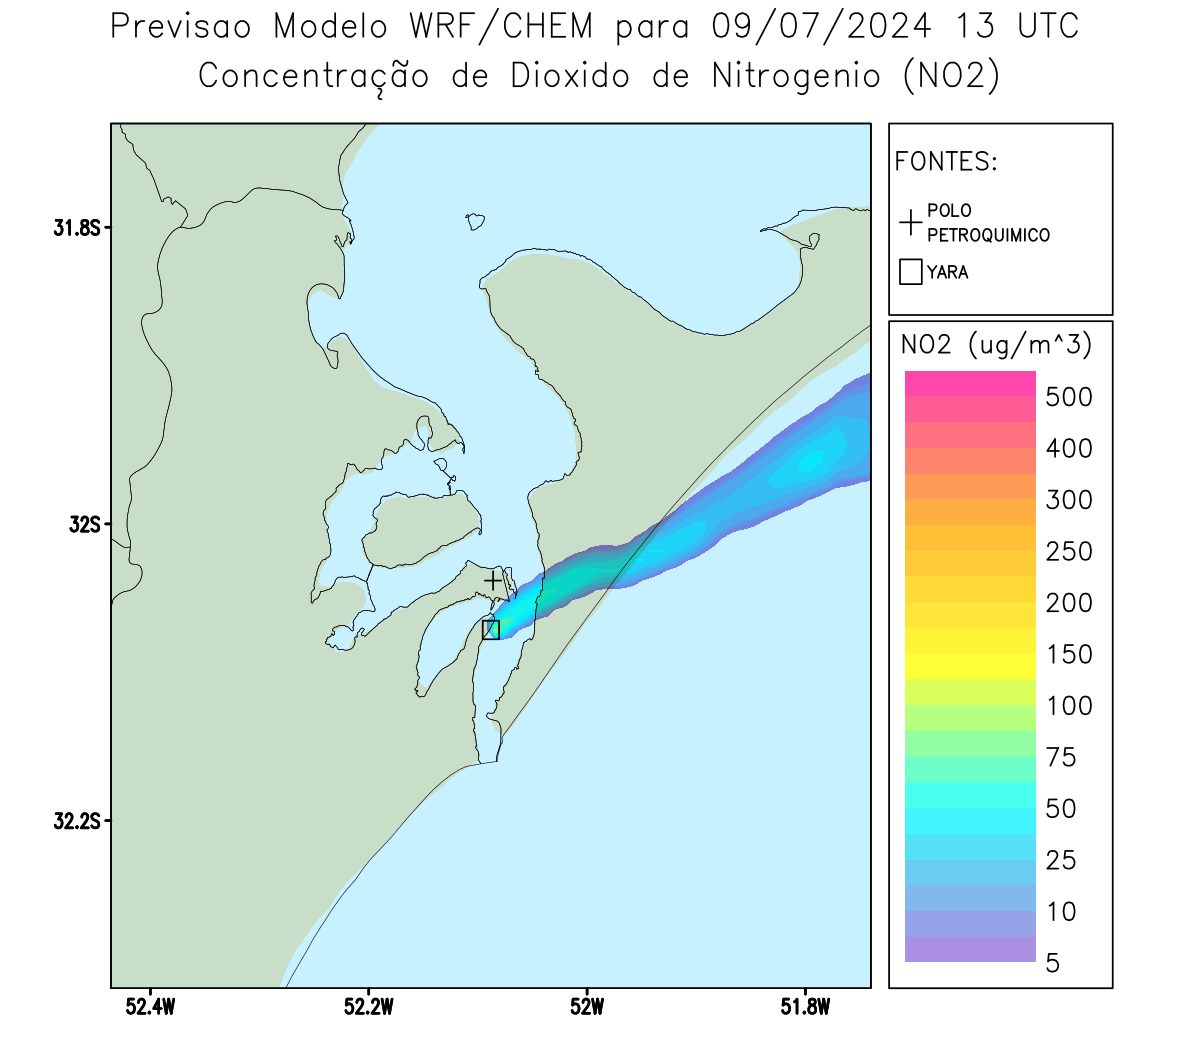 Previsao Modelo WRF/CHEM para 09/07/2024 13 UTC
Concentração de Dioxido de Nitrogenio (NO2)
FONTES:
POLO
PETROQUIMICO
YARA
31.8S
32S
32.2S
52.4W
52.2W
52W
51.8W
NO2 (ug/m^3)
500
400
300
250
200
150
100
75
50
25
10
5